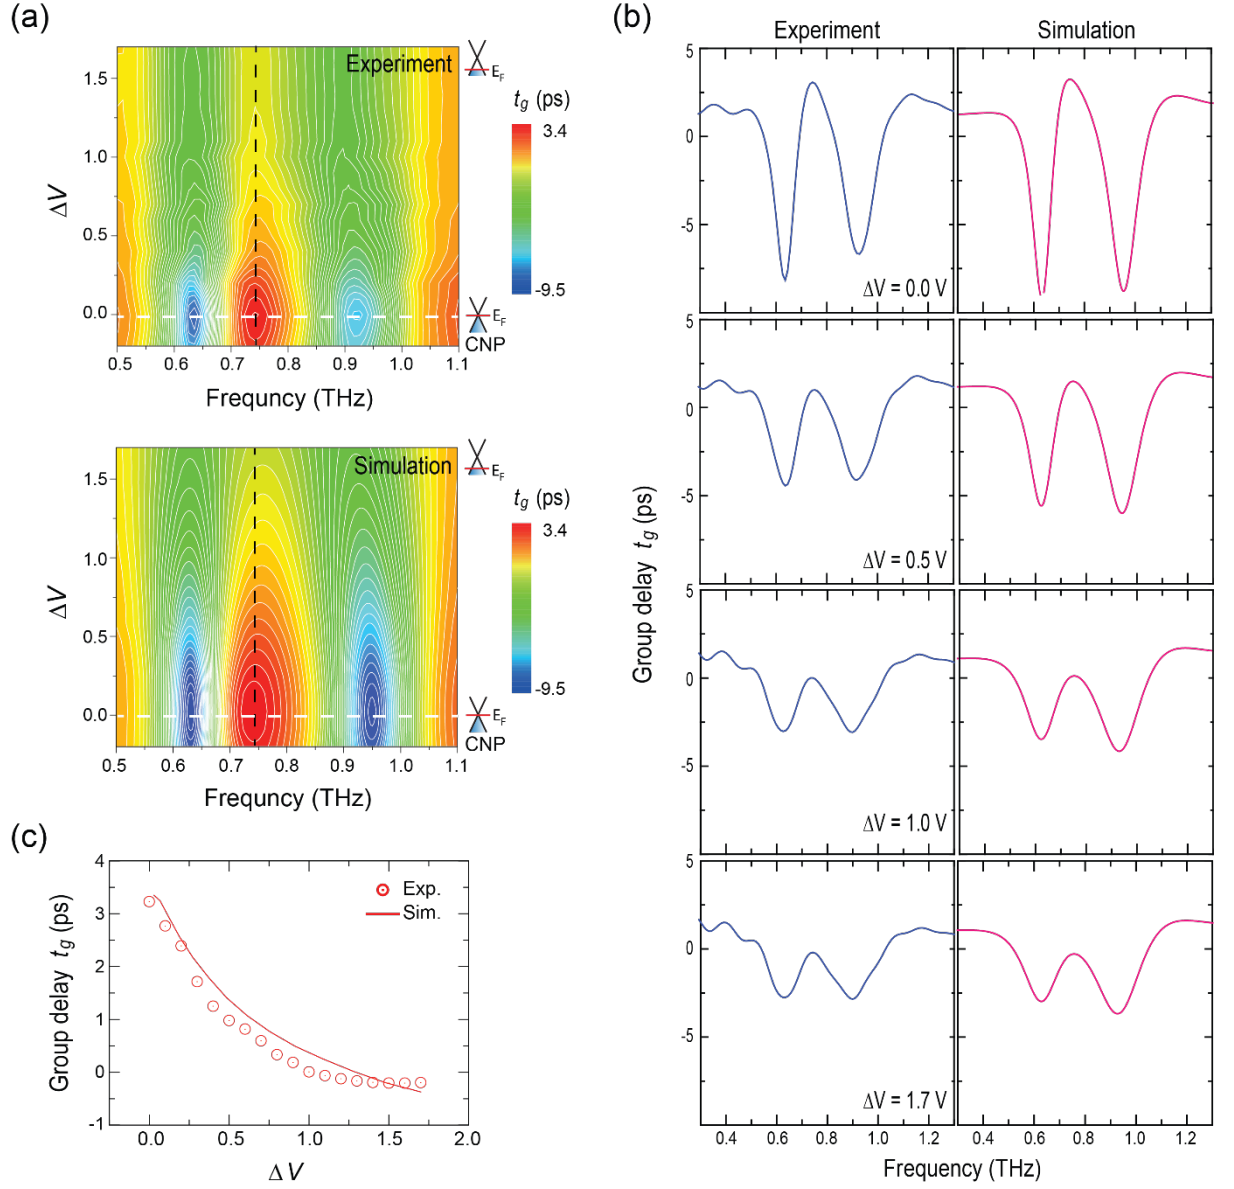 (a)
Experiment
E_F
t_g (ps)
3.4
-9.5
E_F
CNP
ΔV
1.5
1.0
0.5
0.0
0.5 0.6 0.7 0.8 0.9 1.0 1.1
Frequncy (THz)
Simulation
E_F
t_g (ps)
3.4
-9.5
E_F
CNP
ΔV
1.5
1.0
0.5
0.0
0.5 0.6 0.7 0.8 0.9 1.0 1.1
Frequncy (THz)
(b)
Experiment Simulation
Group delay t_g (ps)
5
0
-5
ΔV = 0.0 V
5
0
-5
ΔV = 0.5 V
5
0
-5
ΔV = 1.0 V
5
0
-5
ΔV = 1.7 V
0.4 0.6 0.8 1.0 1.2 0.4 0.6 0.8 1.0 1.2
Frequency (THz)
(c)
Group delay t_g (ps)
4
3
2
1
0
-1
Exp.
Sim.
0.0 0.5 1.0 1.5 2.0
ΔV